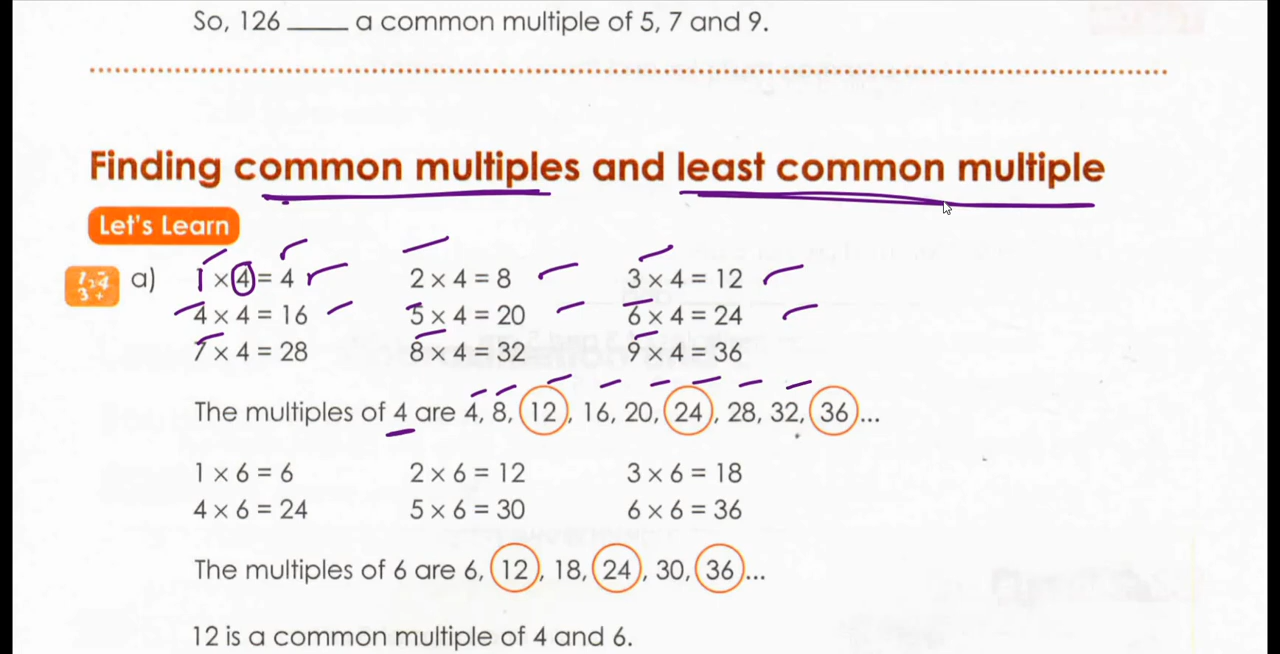 So, 126 ____ a common multiple of 5, 7 and 9.
Finding common multiples and least common multiple
Let's Learn
a) 1 × 4 = 4 2 × 4 = 8 3 × 4 = 12
4 × 4 = 16 5 × 4 = 20 6 × 4 = 24
7 × 4 = 28 8 × 4 = 32 9 × 4 = 36
The multiples of 4 are 4, 8, 12, 16, 20, 24, 28, 32, 36...
1 × 6 = 6 2 × 6 = 12 3 × 6 = 18
4 × 6 = 24 5 × 6 = 30 6 × 6 = 36
The multiples of 6 are 6, 12, 18, 24, 30, 36...
12 is a common multiple of 4 and 6.